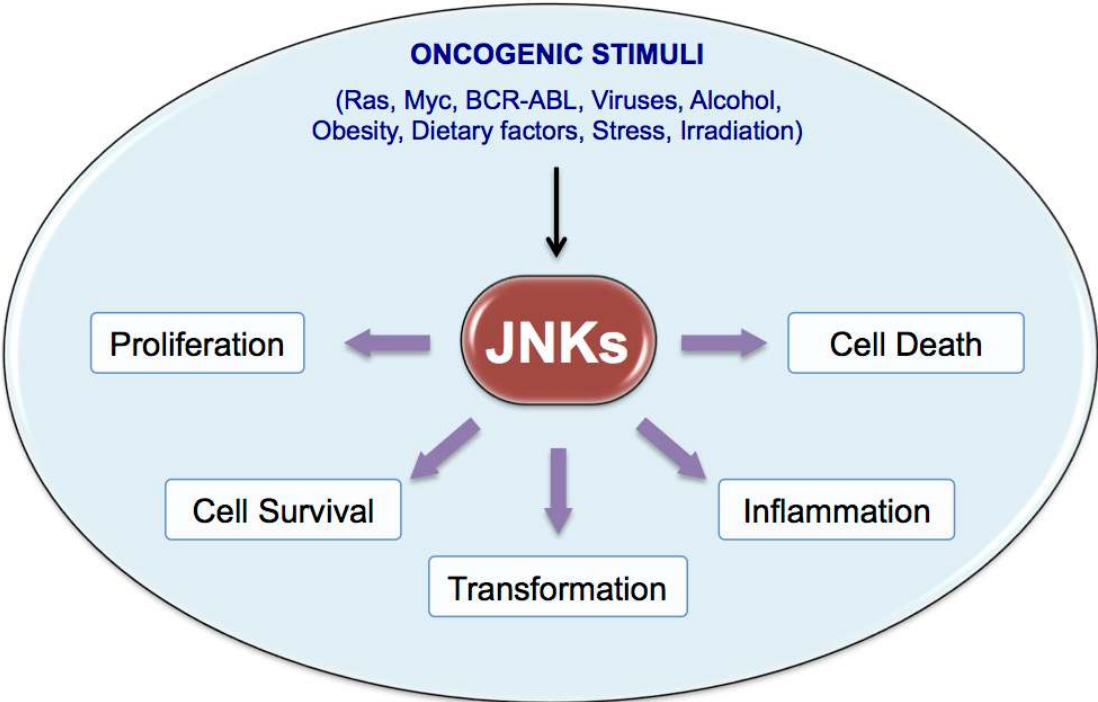 ONCOGENIC STIMULI
(Ras, Myc, BCR-ABL, Viruses, Alcohol,
Obesity, Dietary factors, Stress, Irradiation)
JNKs
Proliferation
Cell Death
Cell Survival
Inflammation
Transformation